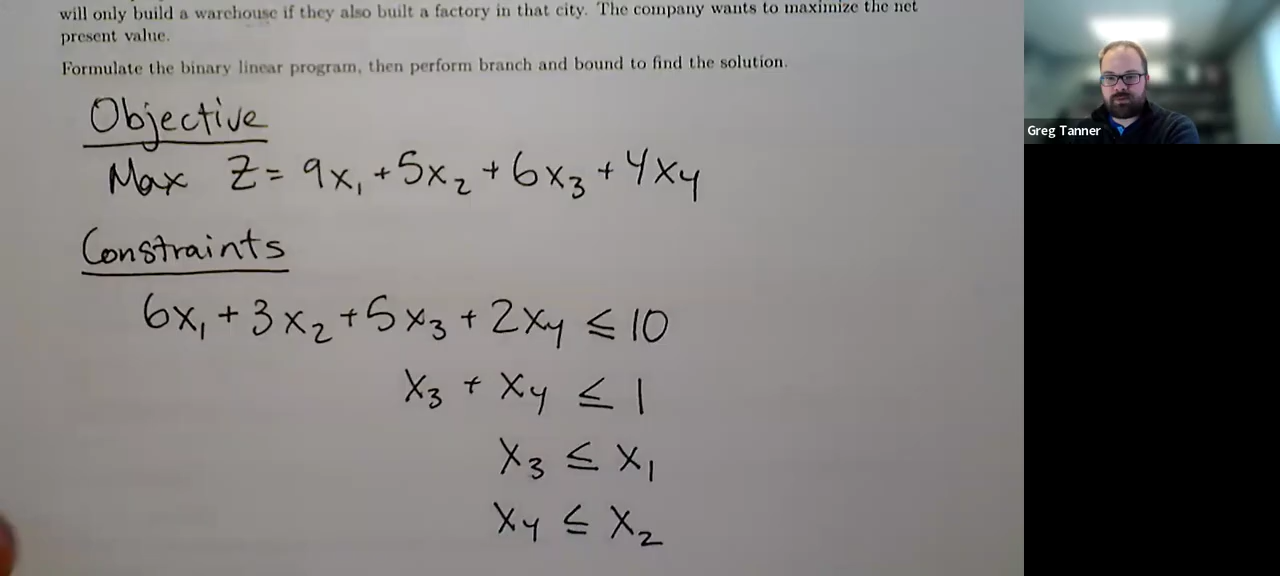 will only build a warehouse if they also built a factory in that city. The company wants to maximize the net
present value.
Formulate the binary linear program, then perform branch and bound to find the solution.
Objective
Max Z = 9x₁ + 5x₂ + 6x₃ + 4x₄
Constraints
6x₁ + 3x₂ + 5x₃ + 2x₄ ≤ 10
x₃ + x₄ ≤ 1
x₃ ≤ x₁
x₄ ≤ x₂
Greg Tanner